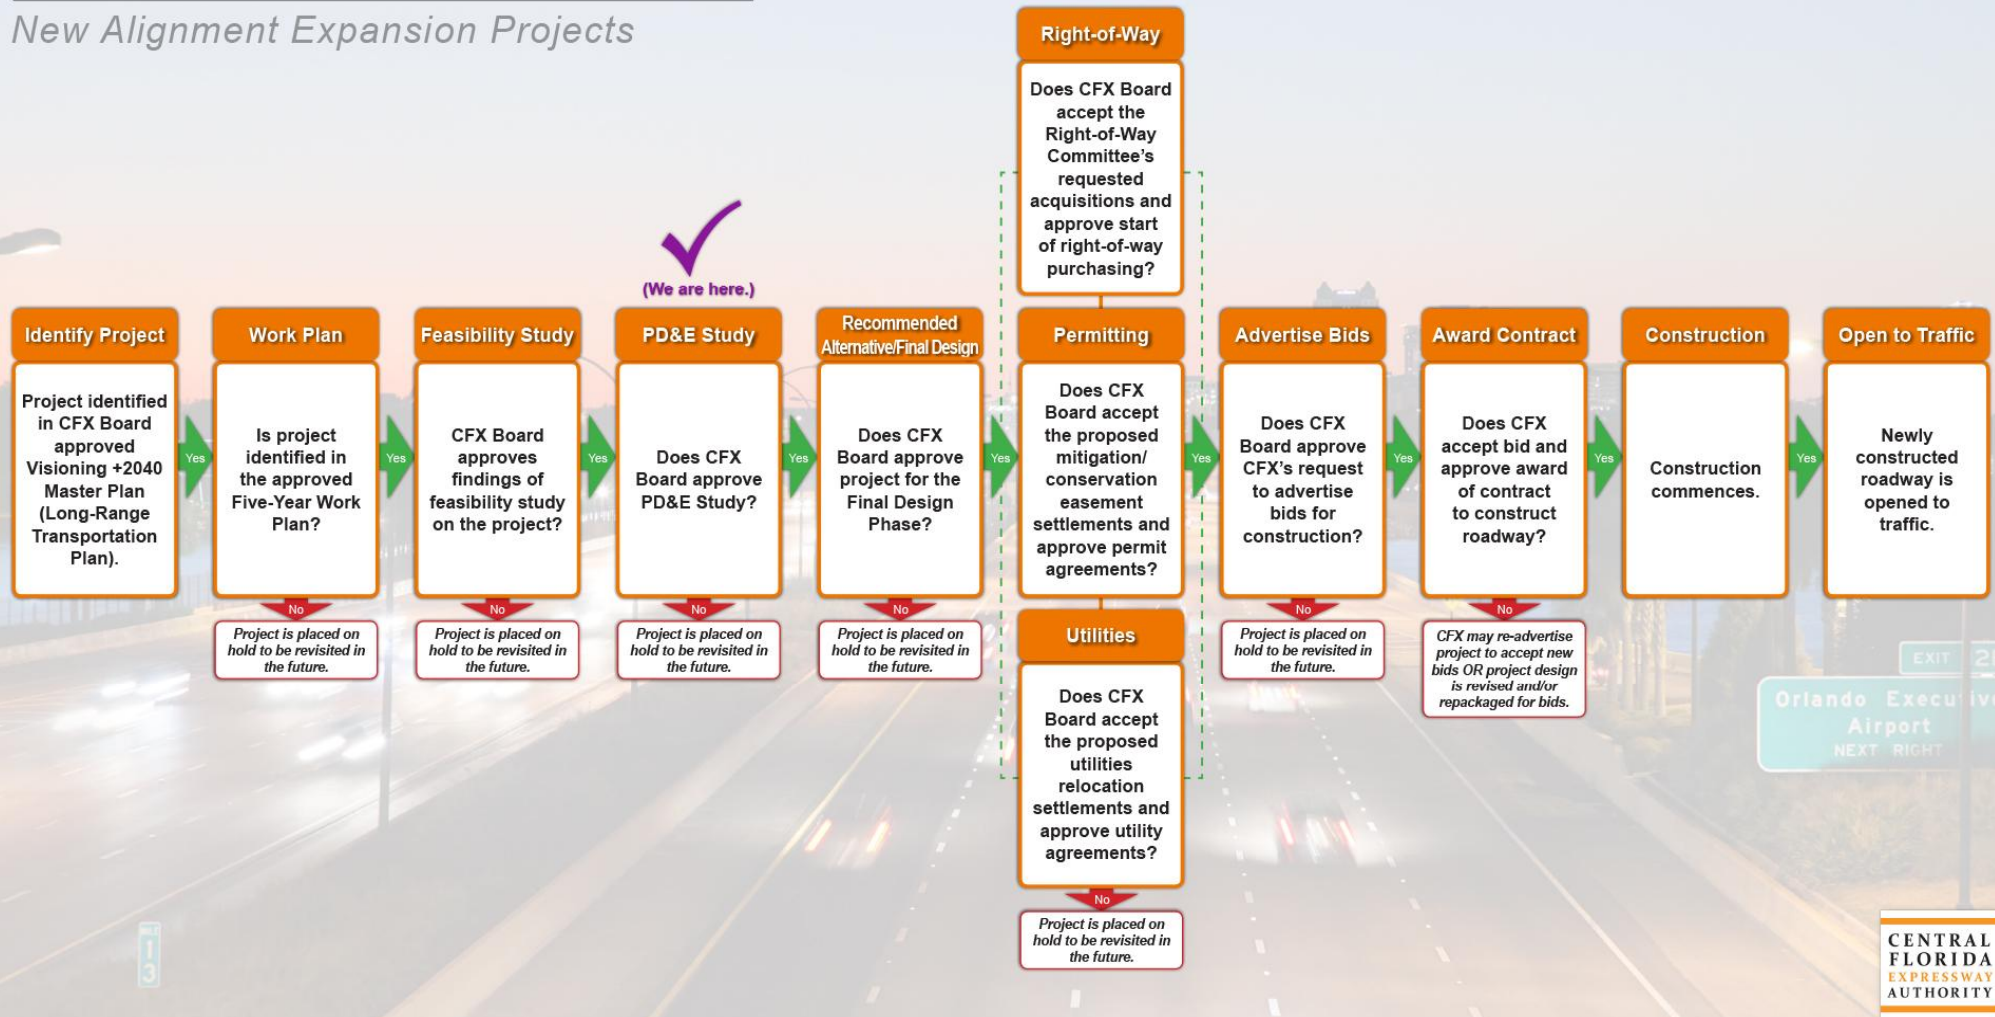 New Alignment Expansion Projects
Right-of-Way
Does CFX Board
accept the
Right-of-Way
Committee's
requested
acquisitions and
approve start
of right-of-way
purchasing?
(We are here.)
Identify Project
Project identified
in CFX Board
approved
Visioning +2040
Master Plan
(Long-Range
Transportation
Plan).
Yes
Work Plan
Is project
identified in
the approved
Five-Year Work
Plan?
Yes
No
Project is placed on
hold to be revisited in
the future.
Feasibility Study
CFX Board
approves
findings of
feasibility study
on the project?
Yes
No
Project is placed on
hold to be revisited in
the future.
PD&E Study
Does CFX
Board approve
PD&E Study?
Yes
No
Project is placed on
hold to be revisited in
the future.
Recommended
Alternative/Final Design
Does CFX
Board approve
project for the
Final Design
Phase?
Yes
No
Project is placed on
hold to be revisited in
the future.
Permitting
Does CFX
Board accept
the proposed
mitigation/
conservation
easement
settlements and
approve permit
agreements?
Yes
Utilities
Does CFX
Board accept
the proposed
utilities
relocation
settlements and
approve utility
agreements?
No
Project is placed on
hold to be revisited in
the future.
Advertise Bids
Does CFX
Board approve
CFX's request
to advertise
bids for
construction?
Yes
No
Project is placed on
hold to be revisited in
the future.
Award Contract
Does CFX
accept bid and
approve award
of contract
to construct
roadway?
Yes
No
CFX may re-advertise
project to accept new
bids OR project design
is revised and/or
repackaged for bids.
Construction
Construction
commences.
Yes
Open to Traffic
Newly
constructed
roadway is
opened to
traffic.
EXIT
Orlando Executive
Airport
NEXT RIGHT
MILE
1
3
CENTRAL
FLORIDA
EXPRESSWAY
AUTHORITY